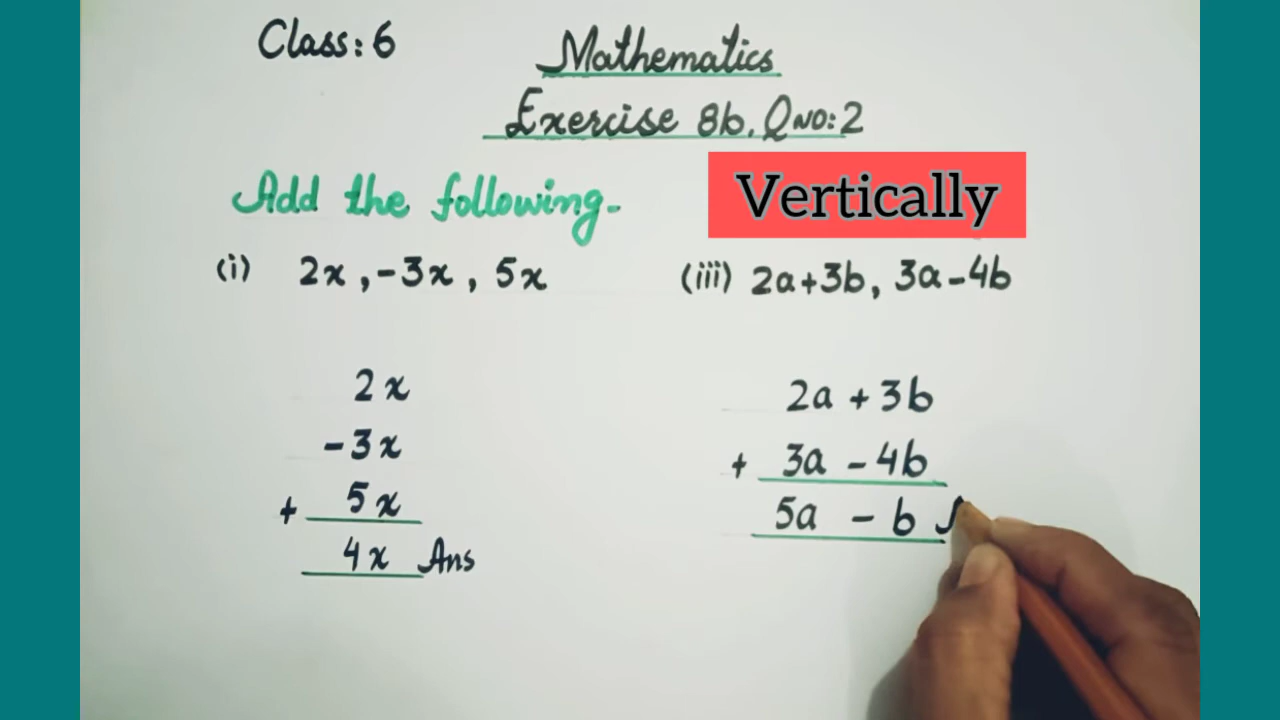 Class: 6
Mathematics
Exercise 8b, Q NO: 2
Add the following.
Vertically
(i) 2x, -3x, 5x
2x
-3x
+ 5x
4x Ans
(iii) 2a+3b, 3a-4b
2a + 3b
+ 3a - 4b
5a - b